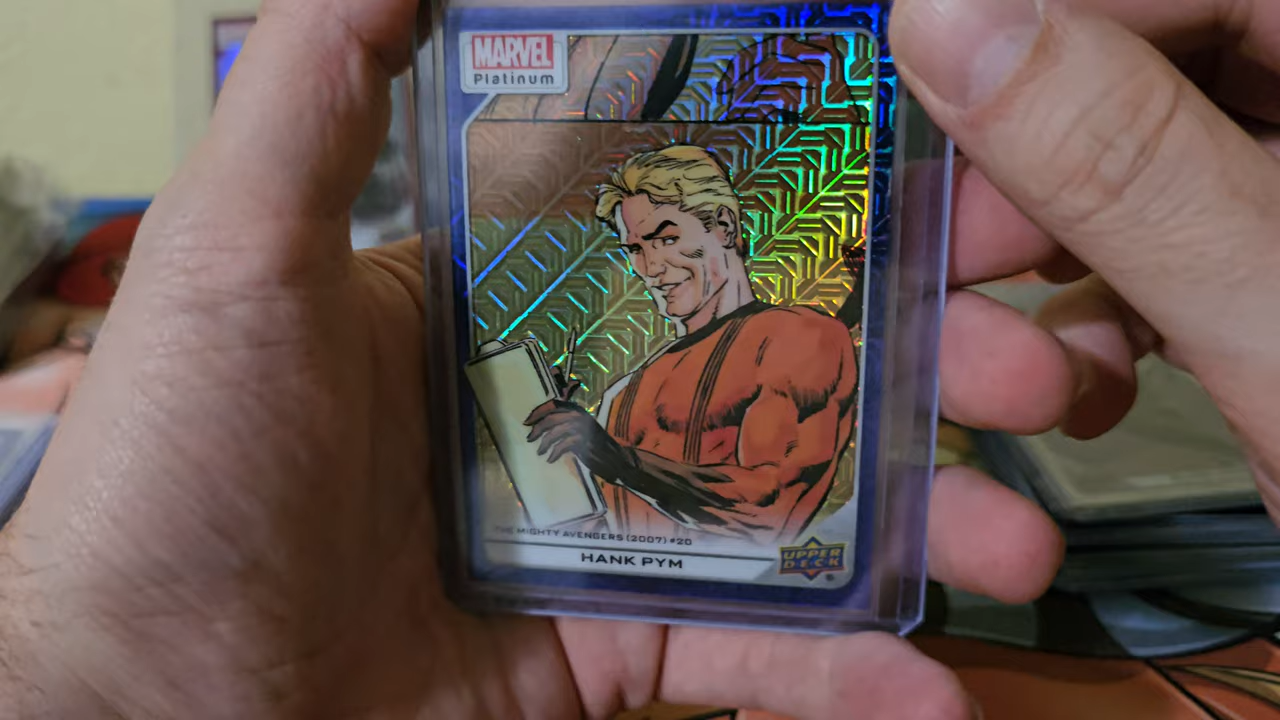 MARVEL
Platinum
THE MIGHTY AVENGERS (2007) #20
HANK PYM
UPPER
DECK